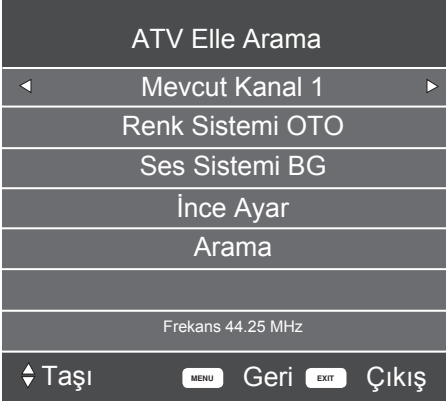 ATV Elle Arama
Mevcut Kanal 1
Renk Sistemi OTO
Ses Sistemi BG
İnce Ayar
Arama
Frekans 44.25 MHz
Taşı MENU Geri EXIT Çıkış